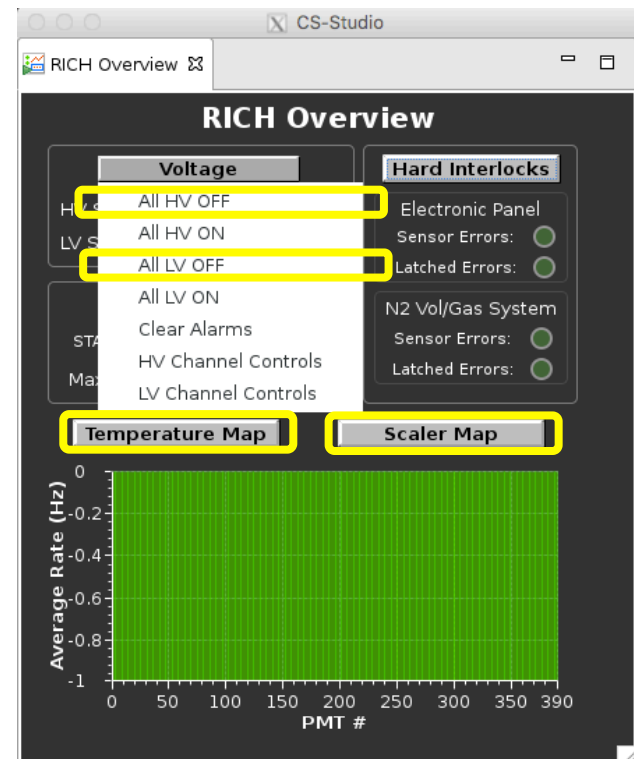 CS-Studio
RICH Overview
RICH Overview
Voltage
All HV OFF
All HV ON
All LV OFF
All LV ON
Clear Alarms
HV Channel Controls
LV Channel Controls
Hard Interlocks
Electronic Panel
Sensor Errors:
Latched Errors:
N2 Vol/Gas System
Sensor Errors:
Latched Errors:
Temperature Map
Scaler Map
Average Rate (Hz)
0
-0.2
-0.4
-0.6
-0.8
-1
0 50 100 150 200 250 300 350 390
PMT #